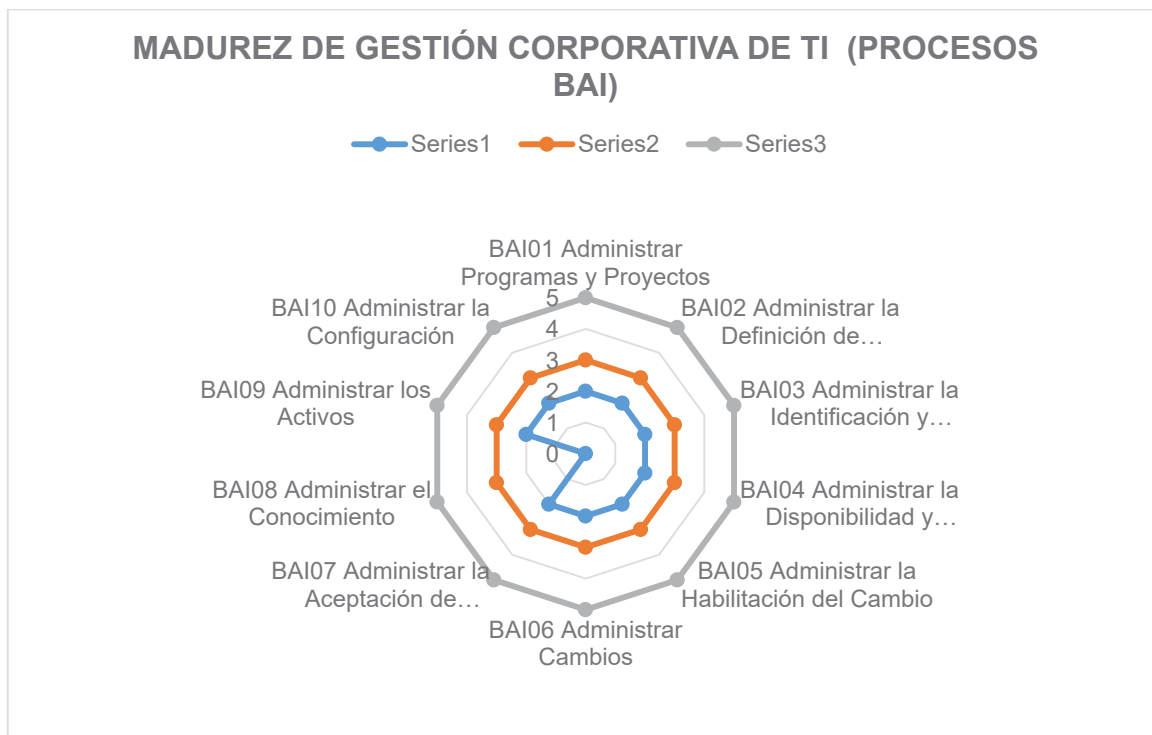 MADUREZ DE GESTIÓN CORPORATIVA DE TI (PROCESOS
BAI)
Series1
Series2
Series3
BAI01 Administrar
Programas y Proyectos
BAI02 Administrar la
Definición de…
BAI03 Administrar la
Identificación y…
BAI04 Administrar la
Disponibilidad y…
BAI05 Administrar la
Habilitación del Cambio
BAI06 Administrar
Cambios
BAI07 Administrar la
Aceptación de…
BAI08 Administrar el
Conocimiento
BAI09 Administrar los
Activos
BAI10 Administrar la
Configuración
5
4
3
2
1
0